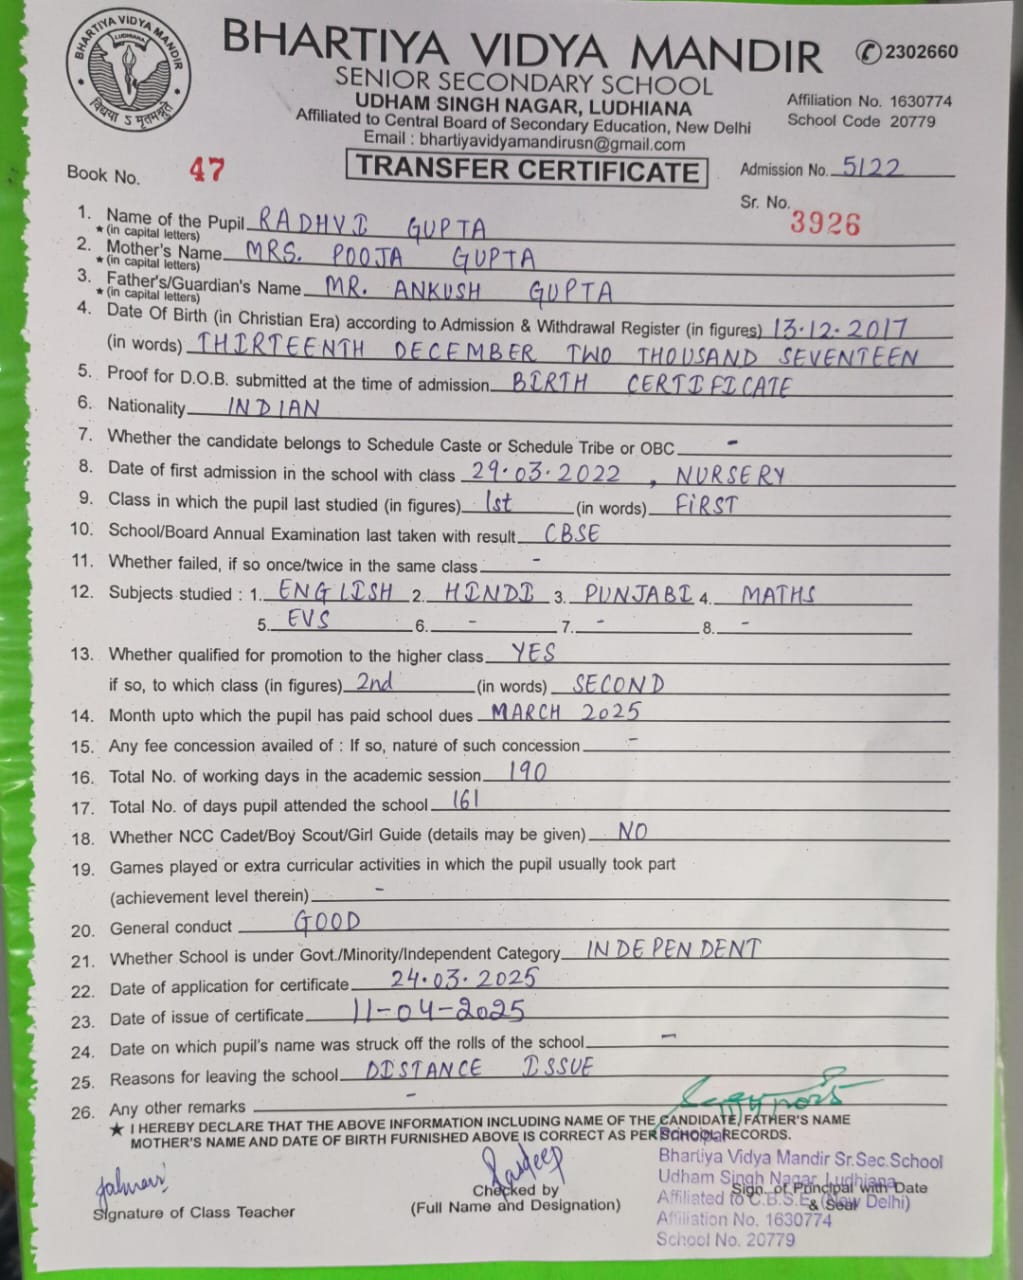 BHARTIYA VIDYA MANDIR LUDHIANA
विद्यया ऽ मृतमश्नुते
BHARTIYA VIDYA MANDIR
✆ 2302660
SENIOR SECONDARY SCHOOL
UDHAM SINGH NAGAR, LUDHIANA
Affiliation No. 1630774
Affiliated to Central Board of Secondary Education, New Delhi
School Code 20779
Email : bhartiyavidyamandirusn@gmail.com
Book No. 47
TRANSFER CERTIFICATE
Admission No. 5122
Sr. No. 3926
1. Name of the Pupil RADHVI GUPTA
★ (in capital letters)
2. Mother's Name MRS. POOJA GUPTA
★ (in capital letters)
3. Father's/Guardian's Name MR. ANKUSH GUPTA
★ (in capital letters)
4. Date Of Birth (in Christian Era) according to Admission & Withdrawal Register (in figures) 13.12.2017
(in words) THIRTEENTH DECEMBER TWO THOUSAND SEVENTEEN
5. Proof for D.O.B. submitted at the time of admission BIRTH CERTIFICATE
6. Nationality INDIAN
7. Whether the candidate belongs to Schedule Caste or Schedule Tribe or OBC -
8. Date of first admission in the school with class 29.03.2022 , NURSERY
9. Class in which the pupil last studied (in figures) 1st (in words) FIRST
10. School/Board Annual Examination last taken with result CBSE
11. Whether failed, if so once/twice in the same class -
12. Subjects studied : 1. ENGLISH 2. HINDI 3. PUNJABI 4. MATHS
5. EVS 6. - 7. - 8. -
13. Whether qualified for promotion to the higher class YES
if so, to which class (in figures) 2nd (in words) SECOND
14. Month upto which the pupil has paid school dues MARCH 2025
15. Any fee concession availed of : If so, nature of such concession -
16. Total No. of working days in the academic session 190
17. Total No. of days pupil attended the school 161
18. Whether NCC Cadet/Boy Scout/Girl Guide (details may be given) NO
19. Games played or extra curricular activities in which the pupil usually took part
(achievement level therein) -
20. General conduct GOOD
21. Whether School is under Govt./Minority/Independent Category INDEPENDENT
22. Date of application for certificate 24.03.2025
23. Date of issue of certificate 11-04-2025
24. Date on which pupil's name was struck off the rolls of the school -
25. Reasons for leaving the school DISTANCE ISSUE
26. Any other remarks -
★ I HEREBY DECLARE THAT THE ABOVE INFORMATION INCLUDING NAME OF THE CANDIDATE, FATHER'S NAME
MOTHER'S NAME AND DATE OF BIRTH FURNISHED ABOVE IS CORRECT AS PER SCHOOL RECORDS.
Principal
Bhartiya Vidya Mandir Sr.Sec.School
Udham Singh Nagar, Ludhiana
Affiliated to C.B.S.E. (New Delhi)
Affiliation No. 1630774
School No. 20779
Signature of Class Teacher
Checked by
(Full Name and Designation)
Sign. of Principal with Date
& Seal